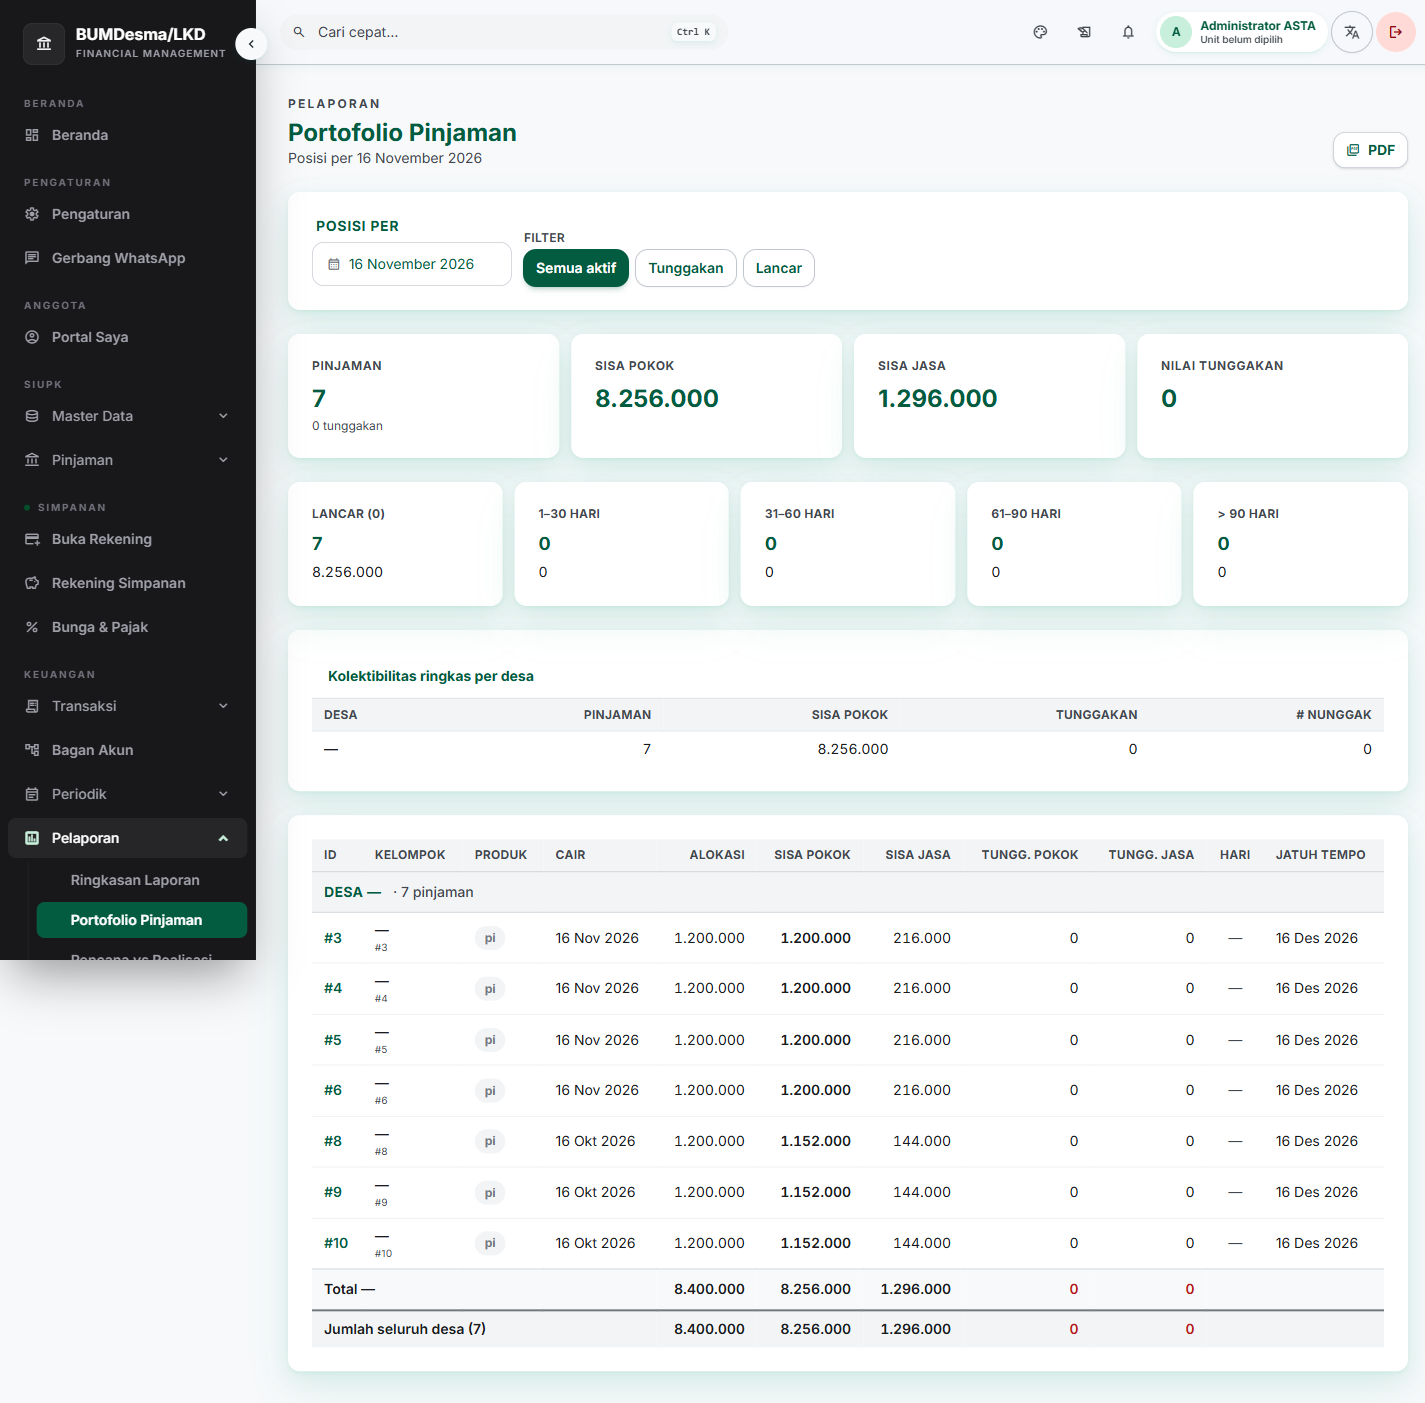 BUMDesma/LKD
FINANCIAL MANAGEMENT
BERANDA
Beranda
PENGATURAN
Pengaturan
Gerbang WhatsApp
ANGGOTA
Portal Saya
SIUPK
Master Data
Pinjaman
SIMPANAN
Buka Rekening
Rekening Simpanan
Bunga & Pajak
KEUANGAN
Transaksi
Bagan Akun
Periodik
Pelaporan
Ringkasan Laporan
Portofolio Pinjaman
Rencana vs Realisasi
Cari cepat...
Ctrl K
A
Administrator ASTA
Unit belum dipilih
PELAPORAN
Portofolio Pinjaman
Posisi per 16 November 2026
PDF
POSISI PER
16 November 2026
FILTER
Semua aktif
Tunggakan
Lancar
PINJAMAN
7
0 tunggakan
SISA POKOK
8.256.000
SISA JASA
1.296.000
NILAI TUNGGAKAN
0
LANCAR (0)
7
8.256.000
1–30 HARI
0
0
31–60 HARI
0
0
61–90 HARI
0
0
> 90 HARI
0
0
Kolektibilitas ringkas per desa
DESA PINJAMAN SISA POKOK TUNGGAKAN # NUNGGAK
— 7 8.256.000 0 0
ID KELOMPOK PRODUK CAIR ALOKASI SISA POKOK SISA JASA TUNGG. POKOK TUNGG. JASA HARI JATUH TEMPO
DESA — · 7 pinjaman
#3 — pi 16 Nov 2026 1.200.000 1.200.000 216.000 0 0 — 16 Des 2026
#3
#4 — pi 16 Nov 2026 1.200.000 1.200.000 216.000 0 0 — 16 Des 2026
#4
#5 — pi 16 Nov 2026 1.200.000 1.200.000 216.000 0 0 — 16 Des 2026
#5
#6 — pi 16 Nov 2026 1.200.000 1.200.000 216.000 0 0 — 16 Des 2026
#6
#8 — pi 16 Okt 2026 1.200.000 1.152.000 144.000 0 0 — 16 Des 2026
#8
#9 — pi 16 Okt 2026 1.200.000 1.152.000 144.000 0 0 — 16 Des 2026
#9
#10 — pi 16 Okt 2026 1.200.000 1.152.000 144.000 0 0 — 16 Des 2026
#10
Total — 8.400.000 8.256.000 1.296.000 0 0
Jumlah seluruh desa (7) 8.400.000 8.256.000 1.296.000 0 0